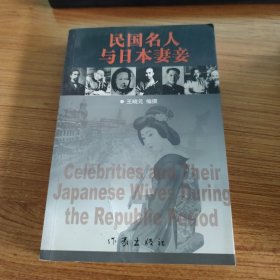 民国名人
与日本妻妾
●王晓元 编撰
Celebrities and Their
Japanese Wives During
the Republic Period
作家出版社